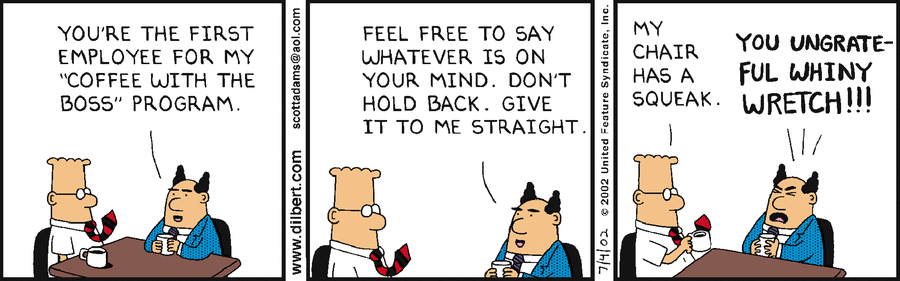 YOU'RE THE FIRST
EMPLOYEE FOR MY
"COFFEE WITH THE
BOSS" PROGRAM.
www.dilbert.com
scottadams@aol.com
FEEL FREE TO SAY
WHATEVER IS ON
YOUR MIND. DON'T
HOLD BACK. GIVE
IT TO ME STRAIGHT.
7/4/02
© 2002 United Feature Syndicate, Inc.
MY
CHAIR
HAS A
SQUEAK.
YOU UNGRATE-
FUL WHINY
WRETCH!!!